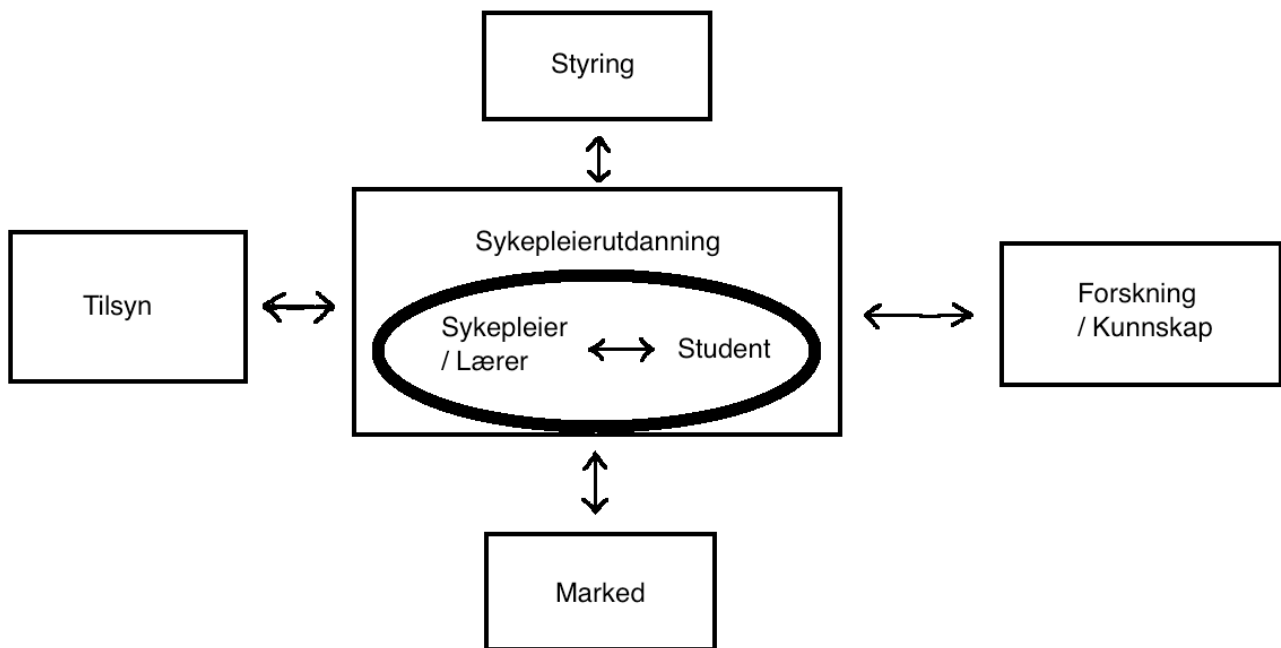 Styring
Sykepleierutdanning
Tilsyn
Sykepleier
/ Lærer
Student
Forskning
/ Kunnskap
Marked